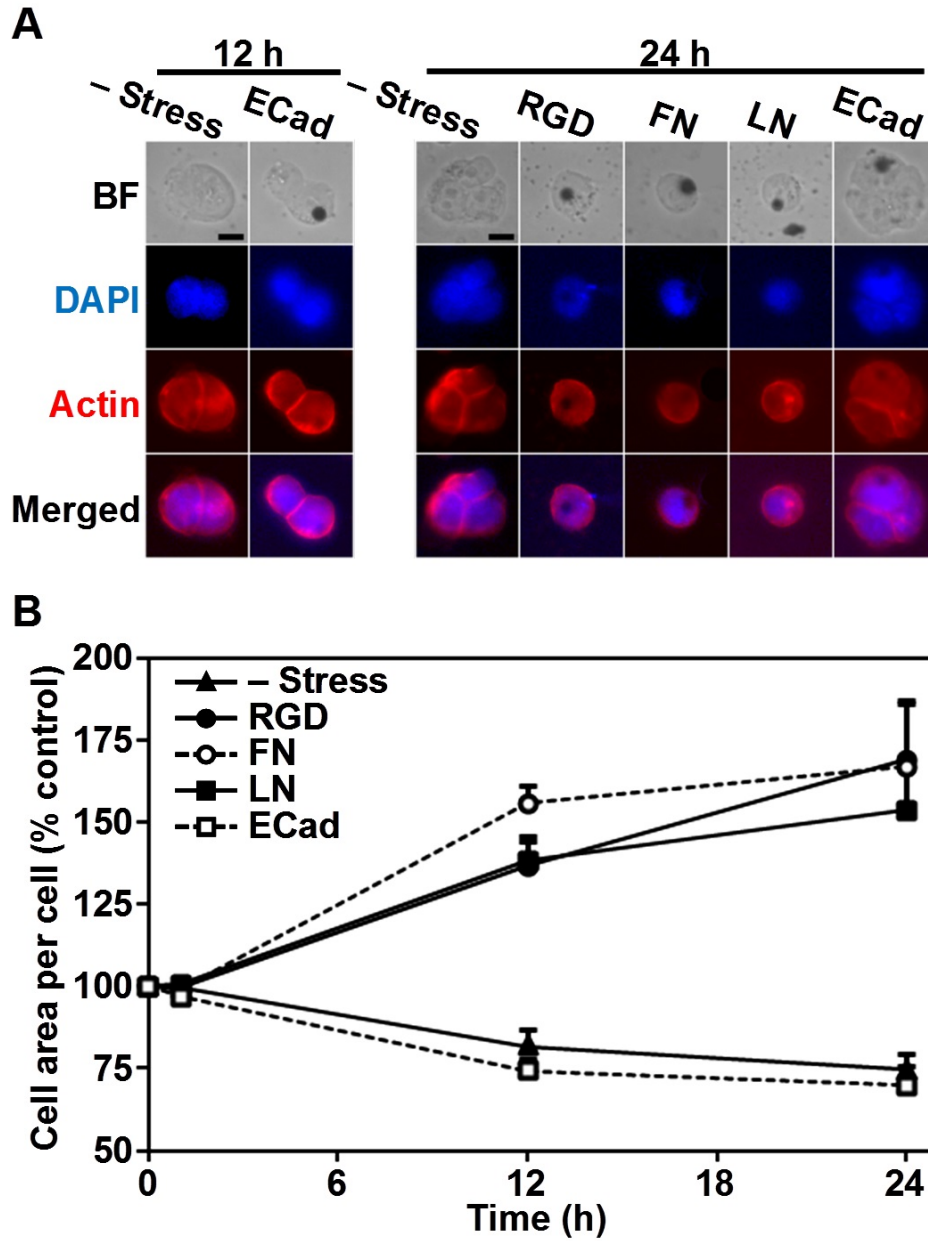 A
12 h
24 h
– Stress ECad – Stress RGD FN LN ECad
BF
DAPI
Actin
Merged
B
Cell area per cell (% control)
200
175
150
125
100
75
50
– Stress
RGD
FN
LN
ECad
0 6 12 18 24
Time (h)